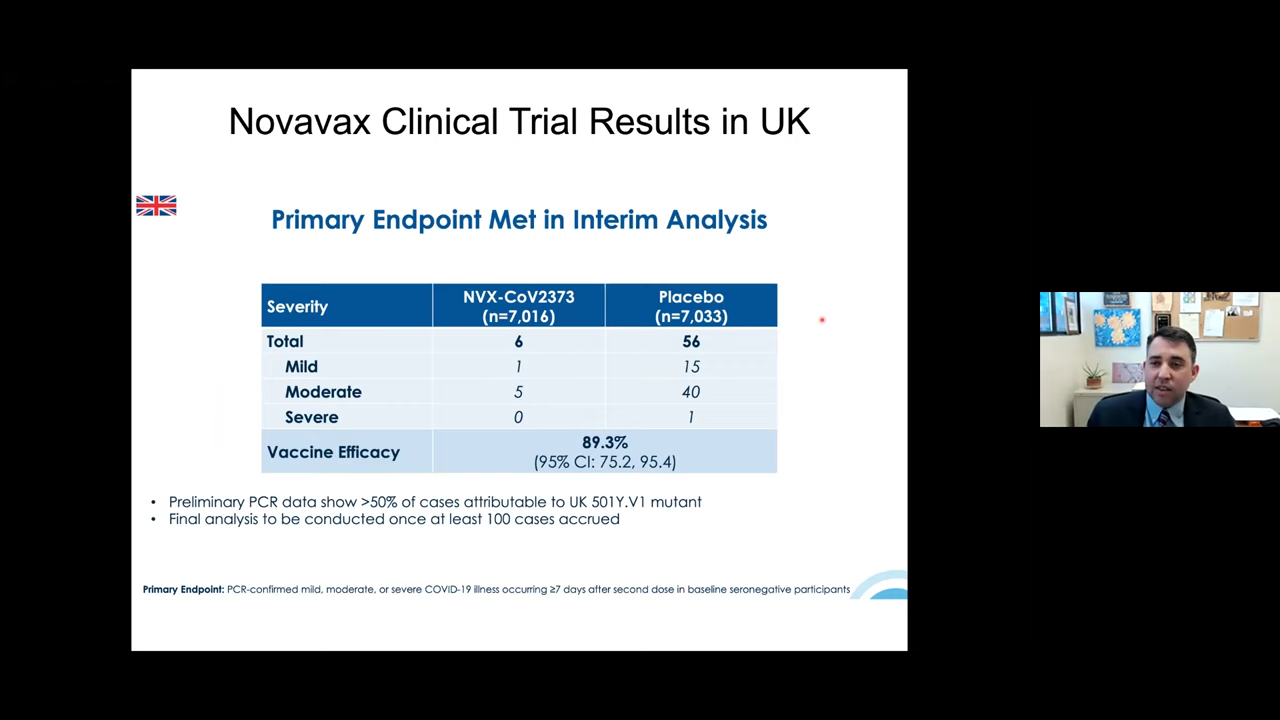 Novavax Clinical Trial Results in UK
Primary Endpoint Met in Interim Analysis
Severity
NVX-CoV2373
(n=7,016)
Placebo
(n=7,033)
Total 6 56
Mild 1 15
Moderate 5 40
Severe 0 1
Vaccine Efficacy
89.3%
(95% CI: 75.2, 95.4)
• Preliminary PCR data show >50% of cases attributable to UK 501Y.V1 mutant
• Final analysis to be conducted once at least 100 cases accrued
Primary Endpoint: PCR-confirmed mild, moderate, or severe COVID-19 illness occurring ≥7 days after second dose in baseline seronegative participants